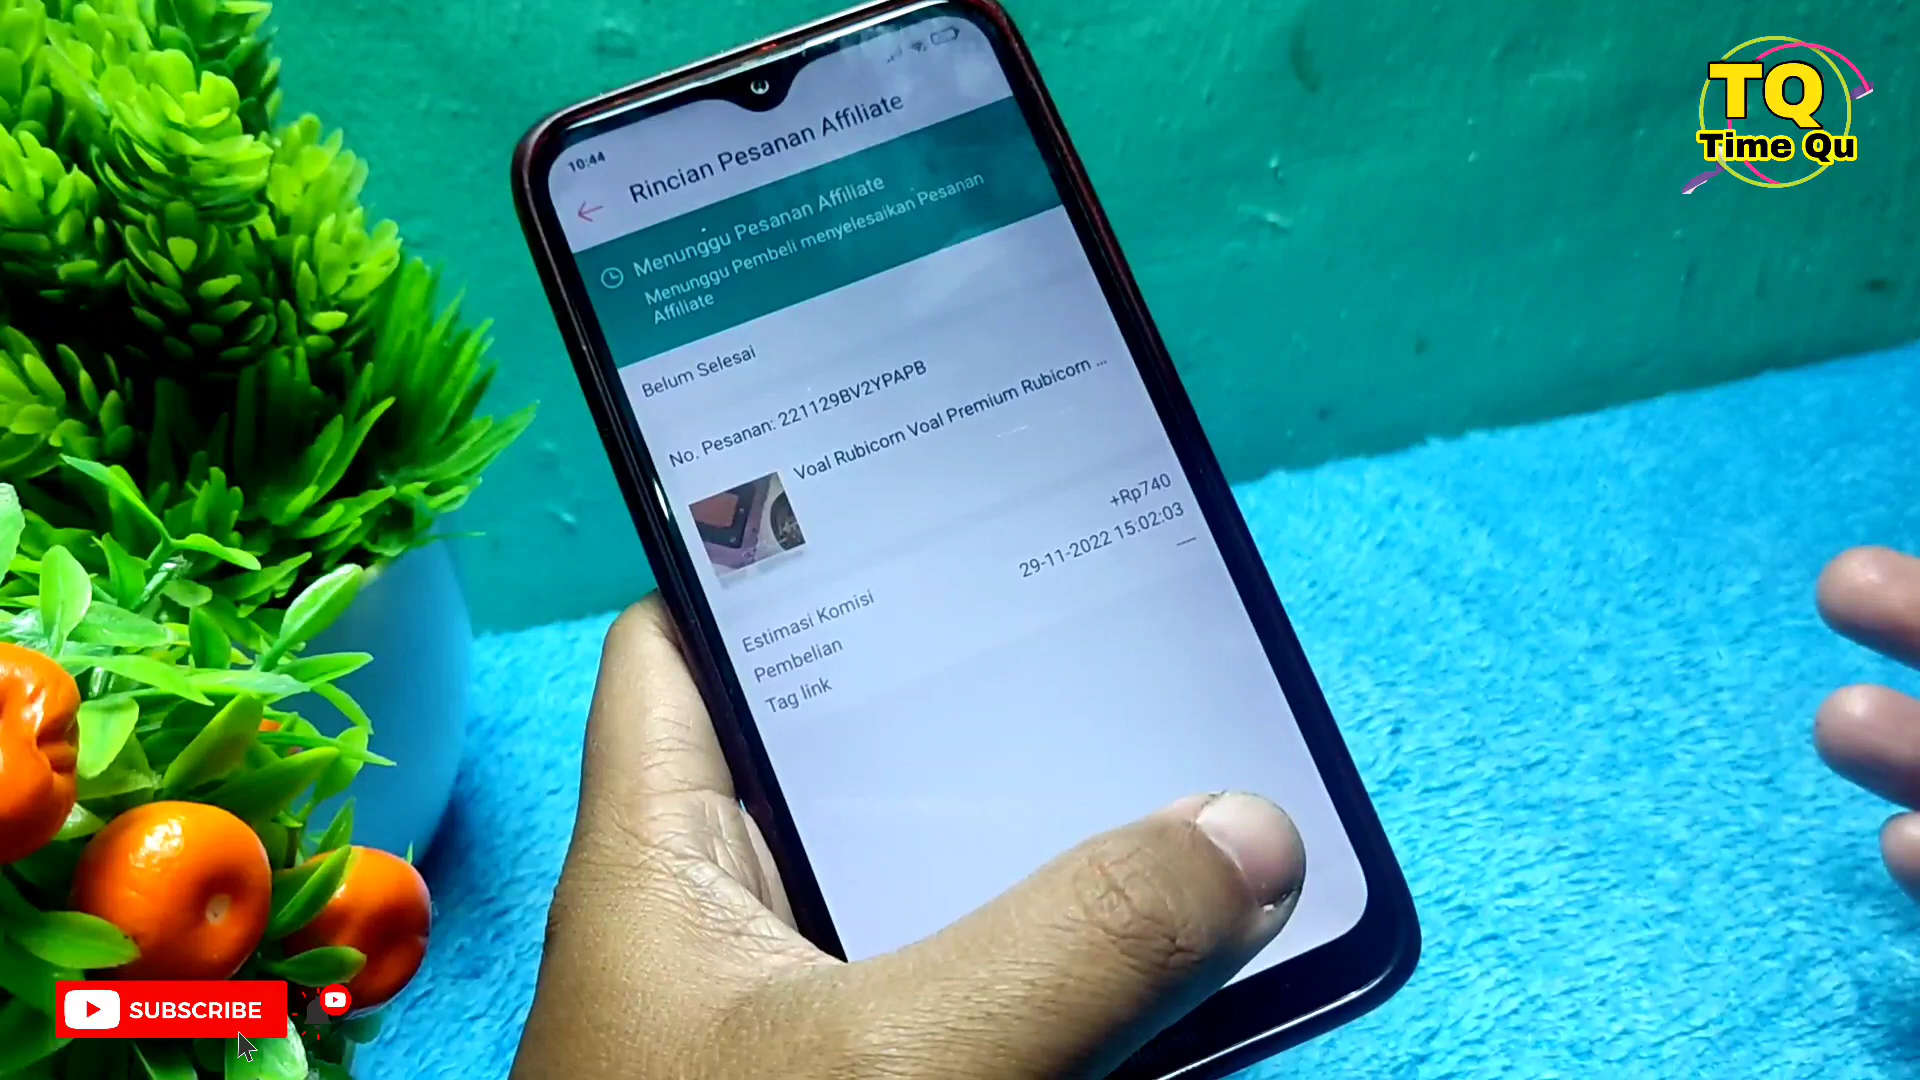 TQ
Time Qu
10:44
Rincian Pesanan Affiliate
Menunggu Pesanan Affiliate
Menunggu Pembeli menyelesaikan Pesanan
Affiliate
Belum Selesai
No. Pesanan: 221129BV2YPAPB
Voal Rubicorn Voal Premium Rubicorn ...
Estimasi Komisi +Rp740
Pembelian 29-11-2022 15:02:03
Tag link —
SUBSCRIBE